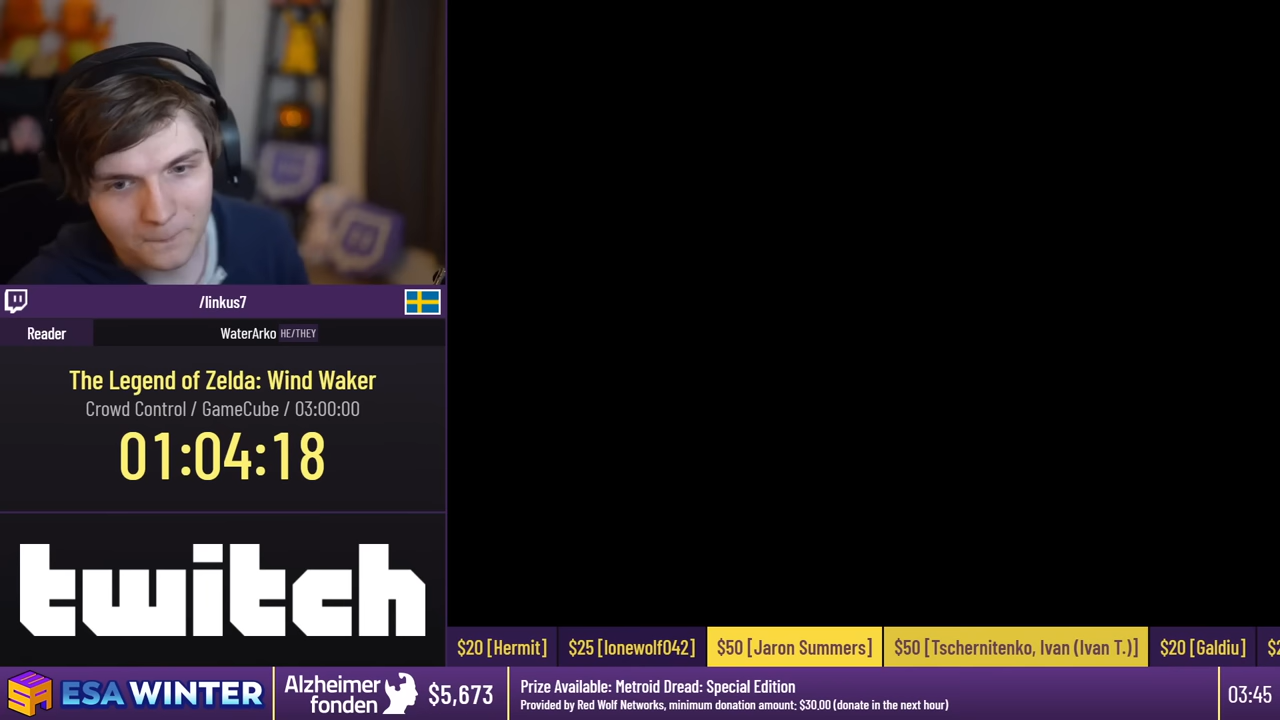 /linkus7
Reader
WaterArko HE/THEY
The Legend of Zelda: Wind Waker
Crowd Control / GameCube / 03:00:00
01:04:18
twitch
$20 [Hermit]
$25 [lonewolf042]
$50 [Jaron Summers]
$50 [Tschernitenko, Ivan (Ivan T.)]
$20 [Galdiu]
ESA WINTER
Alzheimer
fonden
$5,673
Prize Available: Metroid Dread: Special Edition
Provided by Red Wolf Networks, minimum donation amount: $30,00 (donate in the next hour)
03:45